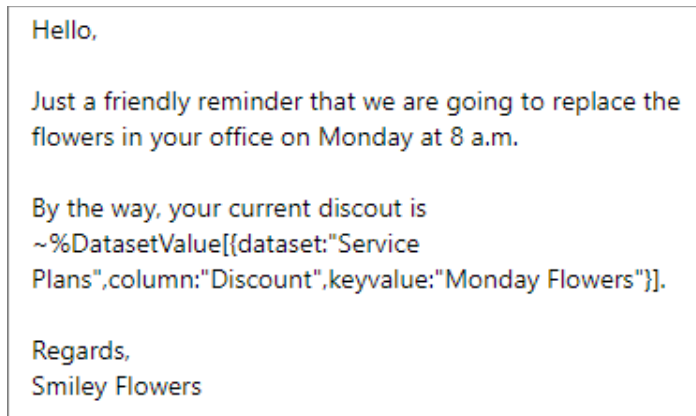 Hello,
Just a friendly reminder that we are going to replace the
flowers in your office on Monday at 8 a.m.
By the way, your current discout is
~%DatasetValue[{dataset:"Service
Plans",column:"Discount",keyvalue:"Monday Flowers"}].
Regards,
Smiley Flowers